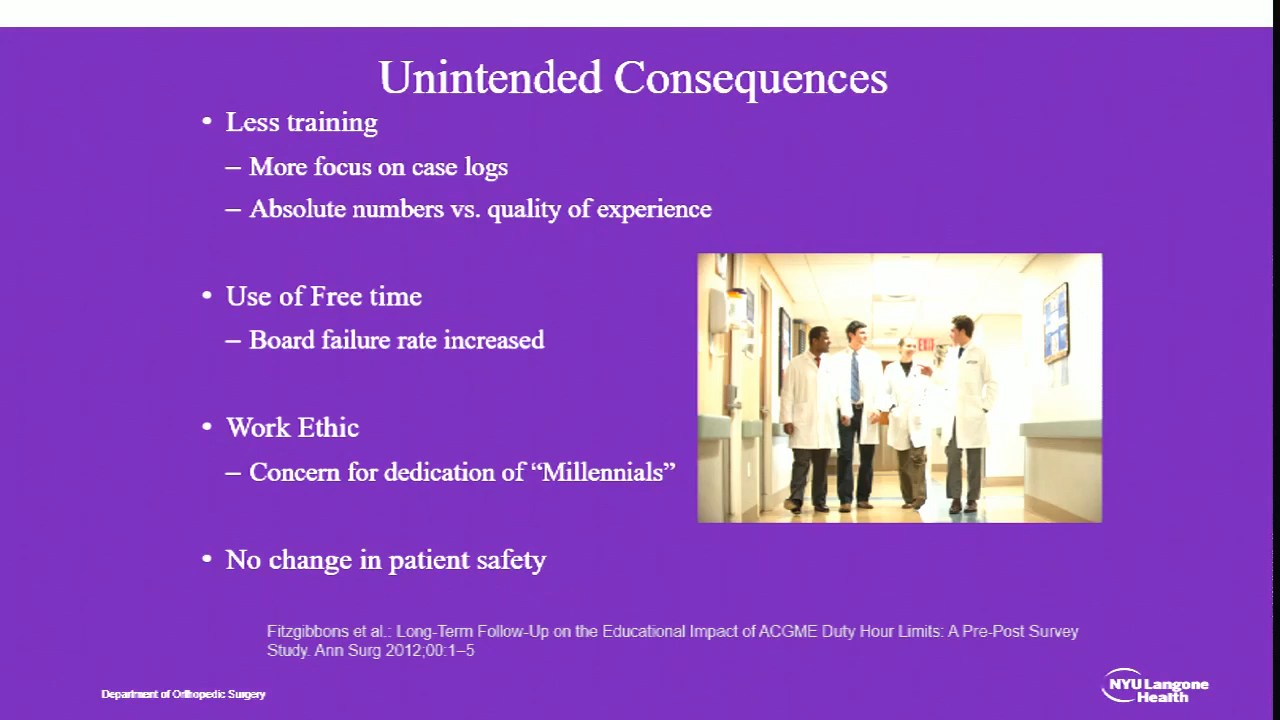 Unintended Consequences
• Less training
– More focus on case logs
– Absolute numbers vs. quality of experience
• Use of Free time
– Board failure rate increased
• Work Ethic
– Concern for dedication of “Millennials”
• No change in patient safety
EXIT
Fitzgibbons et al.: Long-Term Follow-Up on the Educational Impact of ACGME Duty Hour Limits: A Pre-Post Survey
Study. Ann Surg 2012;00:1–5
Department of Orthopedic Surgery
NYU Langone
Health